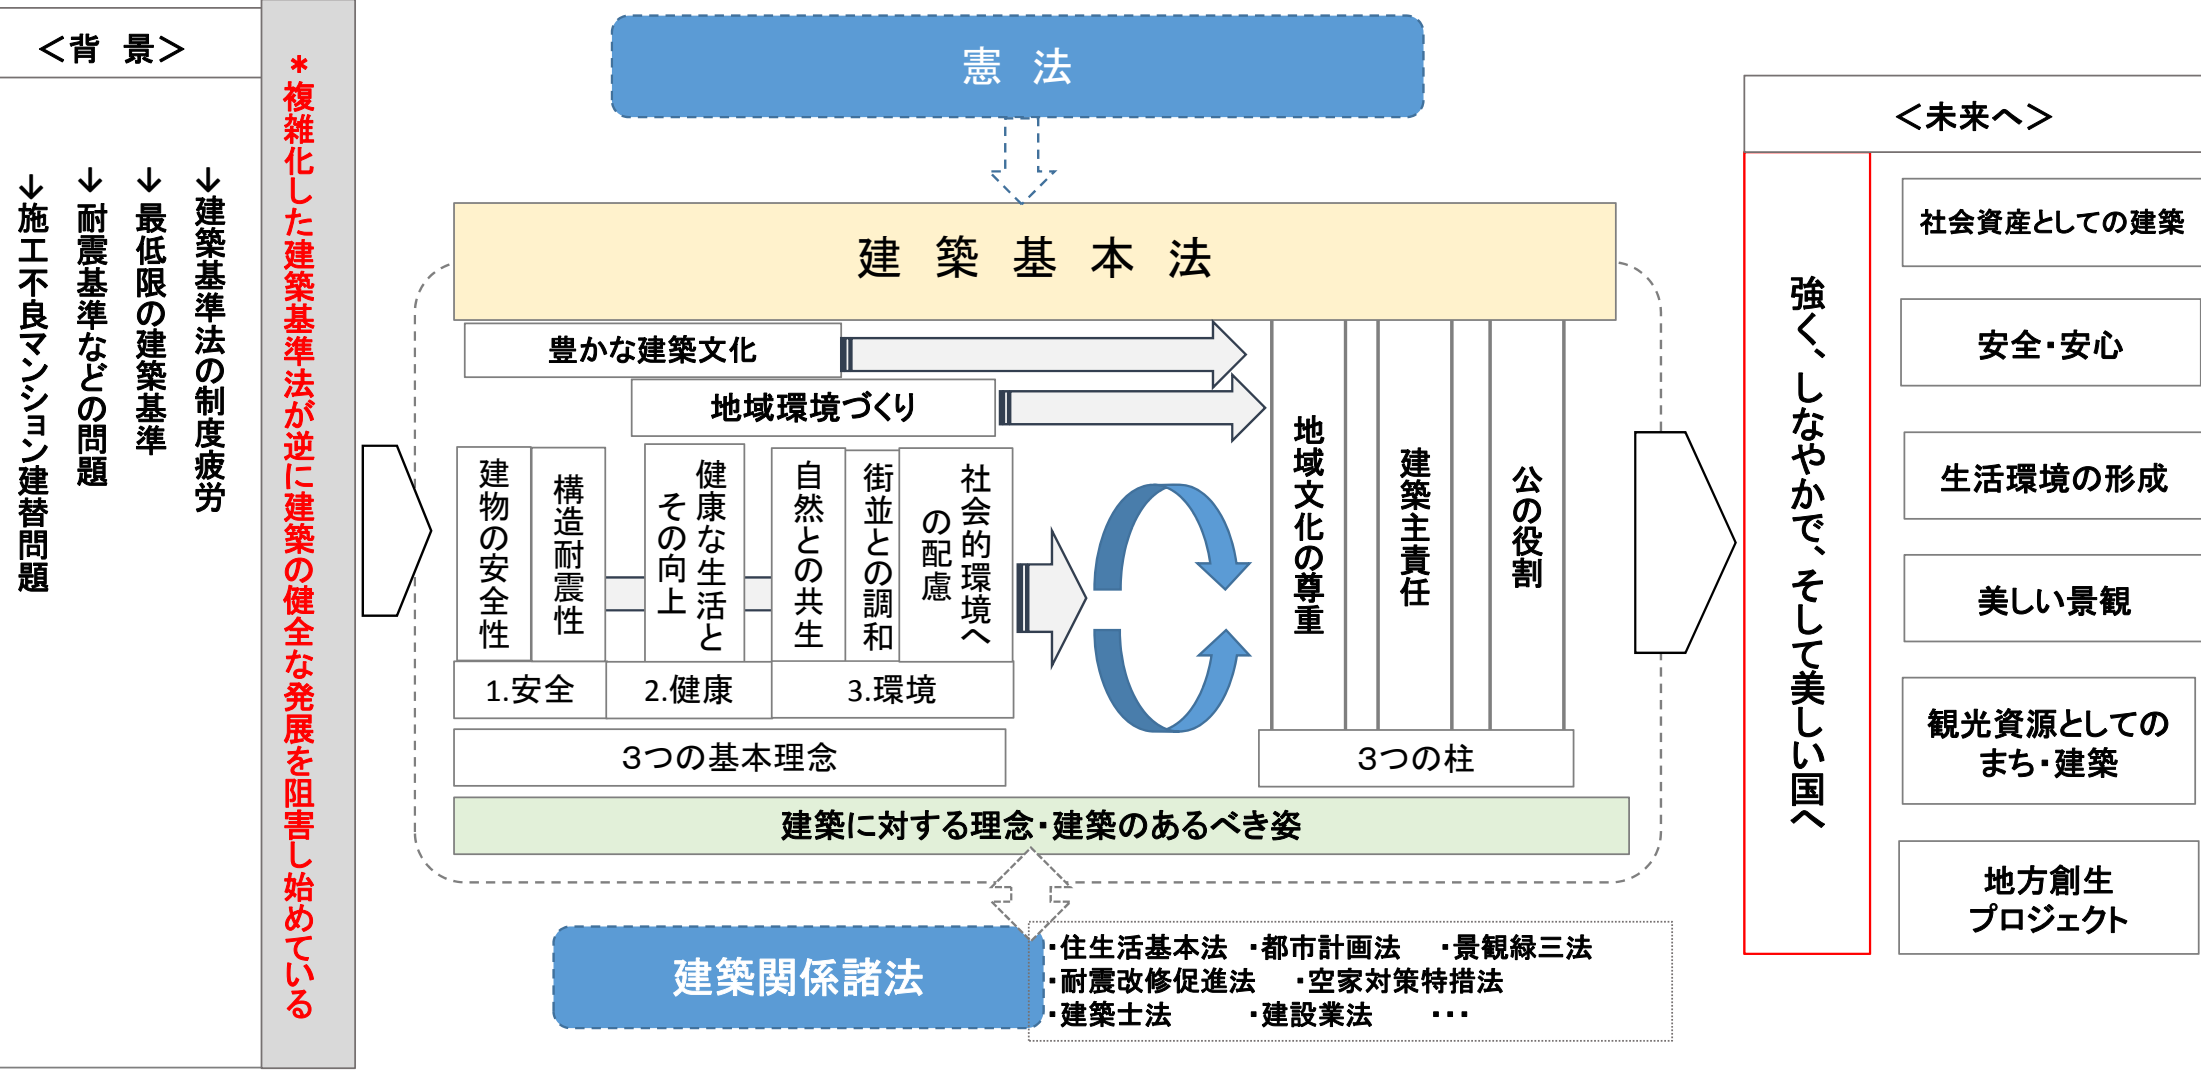 ＜背　景＞
↓建築基準法の制度疲労
↓最低限の建築基準
↓耐震基準などの問題
↓施工不良マンション建替問題
＊複雑化した建築基準法が逆に建築の健全な発展を阻害し始めている
憲　法
建　築　基　本　法
豊かな建築文化
地域環境づくり
建物の安全性
構造耐震性
健康な生活と
その向上
自然との共生
街並との調和
社会的環境へ
の配慮
1.安全
2.健康
3.環境
３つの基本理念
地域文化の尊重
建築主責任
公の役割
３つの柱
建築に対する理念・建築のあるべき姿
建築関係諸法
・住生活基本法　・都市計画法　・景観緑三法
・耐震改修促進法　・空家対策特措法
・建築士法　・建設業法　・・・
＜未来へ＞
強く、しなやかで、そして美しい国へ
社会資産としての建築
安全・安心
生活環境の形成
美しい景観
観光資源としての
まち・建築
地方創生
プロジェクト